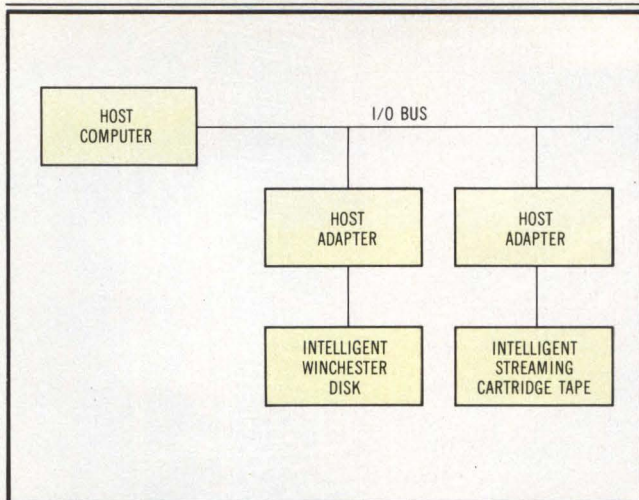 HOST
COMPUTER
I/O BUS
HOST
ADAPTER
HOST
ADAPTER
INTELLIGENT
WINCHESTER
DISK
INTELLIGENT
STREAMING
CARTRIDGE TAPE